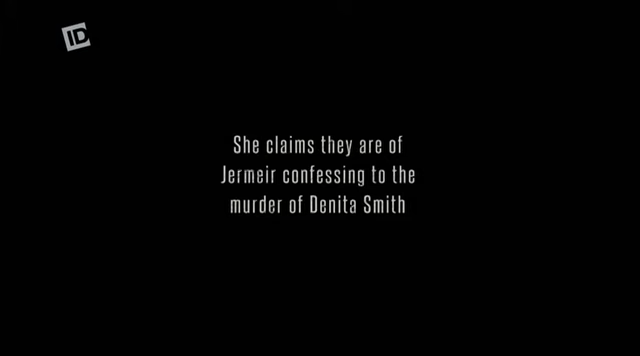 ID
She claims they are of
Jermeir confessing to the
murder of Denita Smith